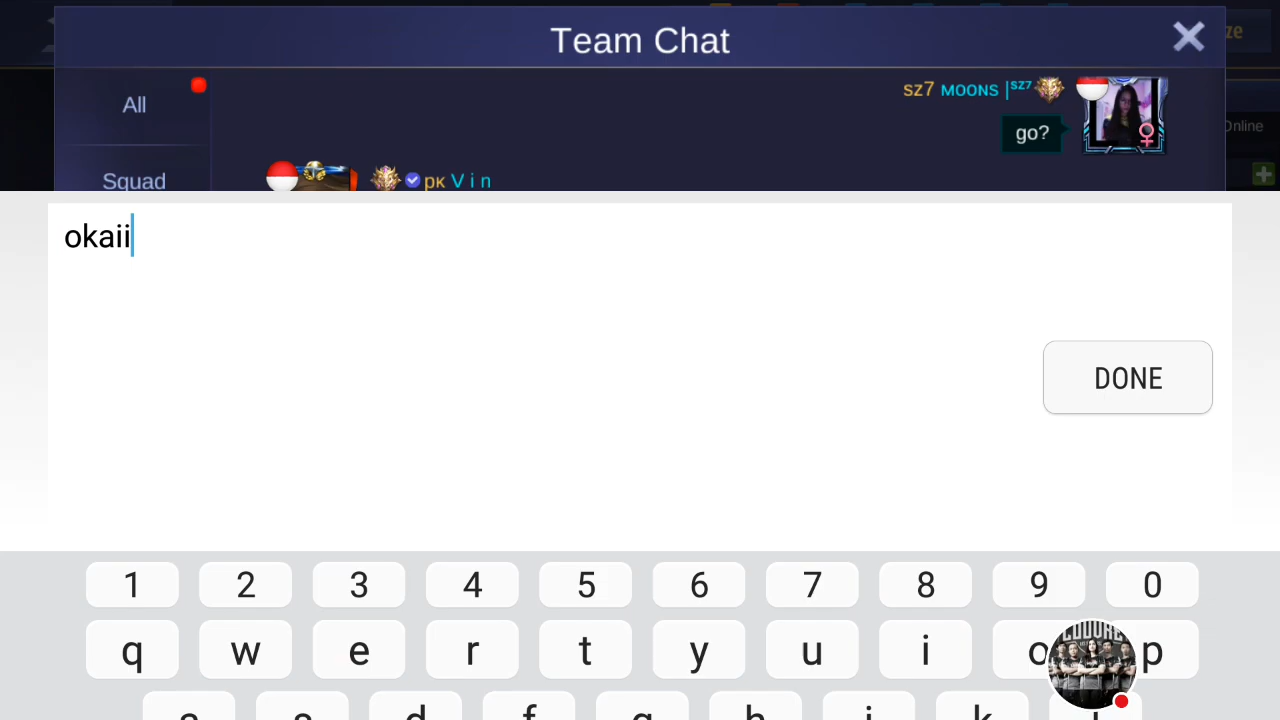 Team Chat
ze
All
sz7 MOONS |SZ7
go?
Online
Squad
PK V i n
okaii
DONE
1 2 3 4 5 6 7 8 9 0
q w e r t y u i o p
a s d f g h j k l